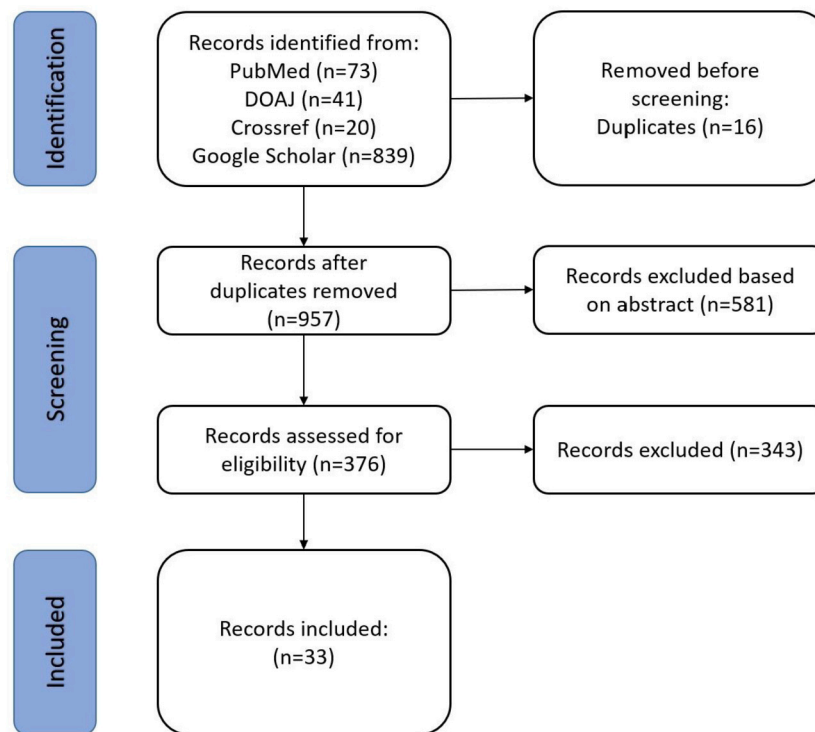 Identification
Records identified from:
PubMed (n=73)
DOAJ (n=41)
Crossref (n=20)
Google Scholar (n=839)
Removed before
screening:
Duplicates (n=16)
Screening
Records after
duplicates removed
(n=957)
Records excluded based
on abstract (n=581)
Records assessed for
eligibility (n=376)
Records excluded (n=343)
Included
Records included:
(n=33)